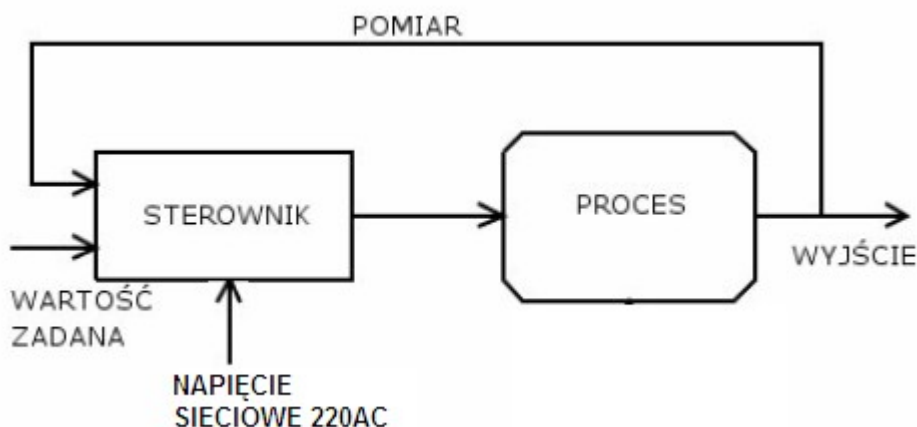 POMIAR
STEROWNIK
PROCES
WARTOŚĆ
ZADANA
WYJŚCIE
NAPIĘCIE
SIECIOWE 220AC